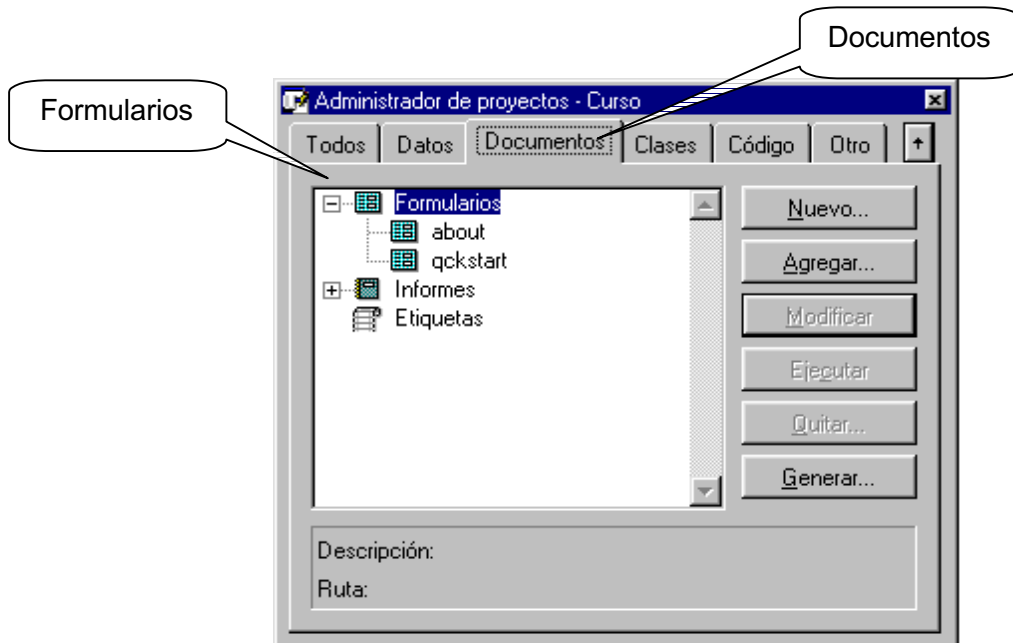 Documentos
Formularios
Administrador de proyectos - Curso
Todos Datos Documentos Clases Código Otro
Formularios
about
qckstart
Informes
Etiquetas
Nuevo...
Agregar...
Modificar
Ejecutar
Quitar...
Generar...
Descripción:
Ruta: